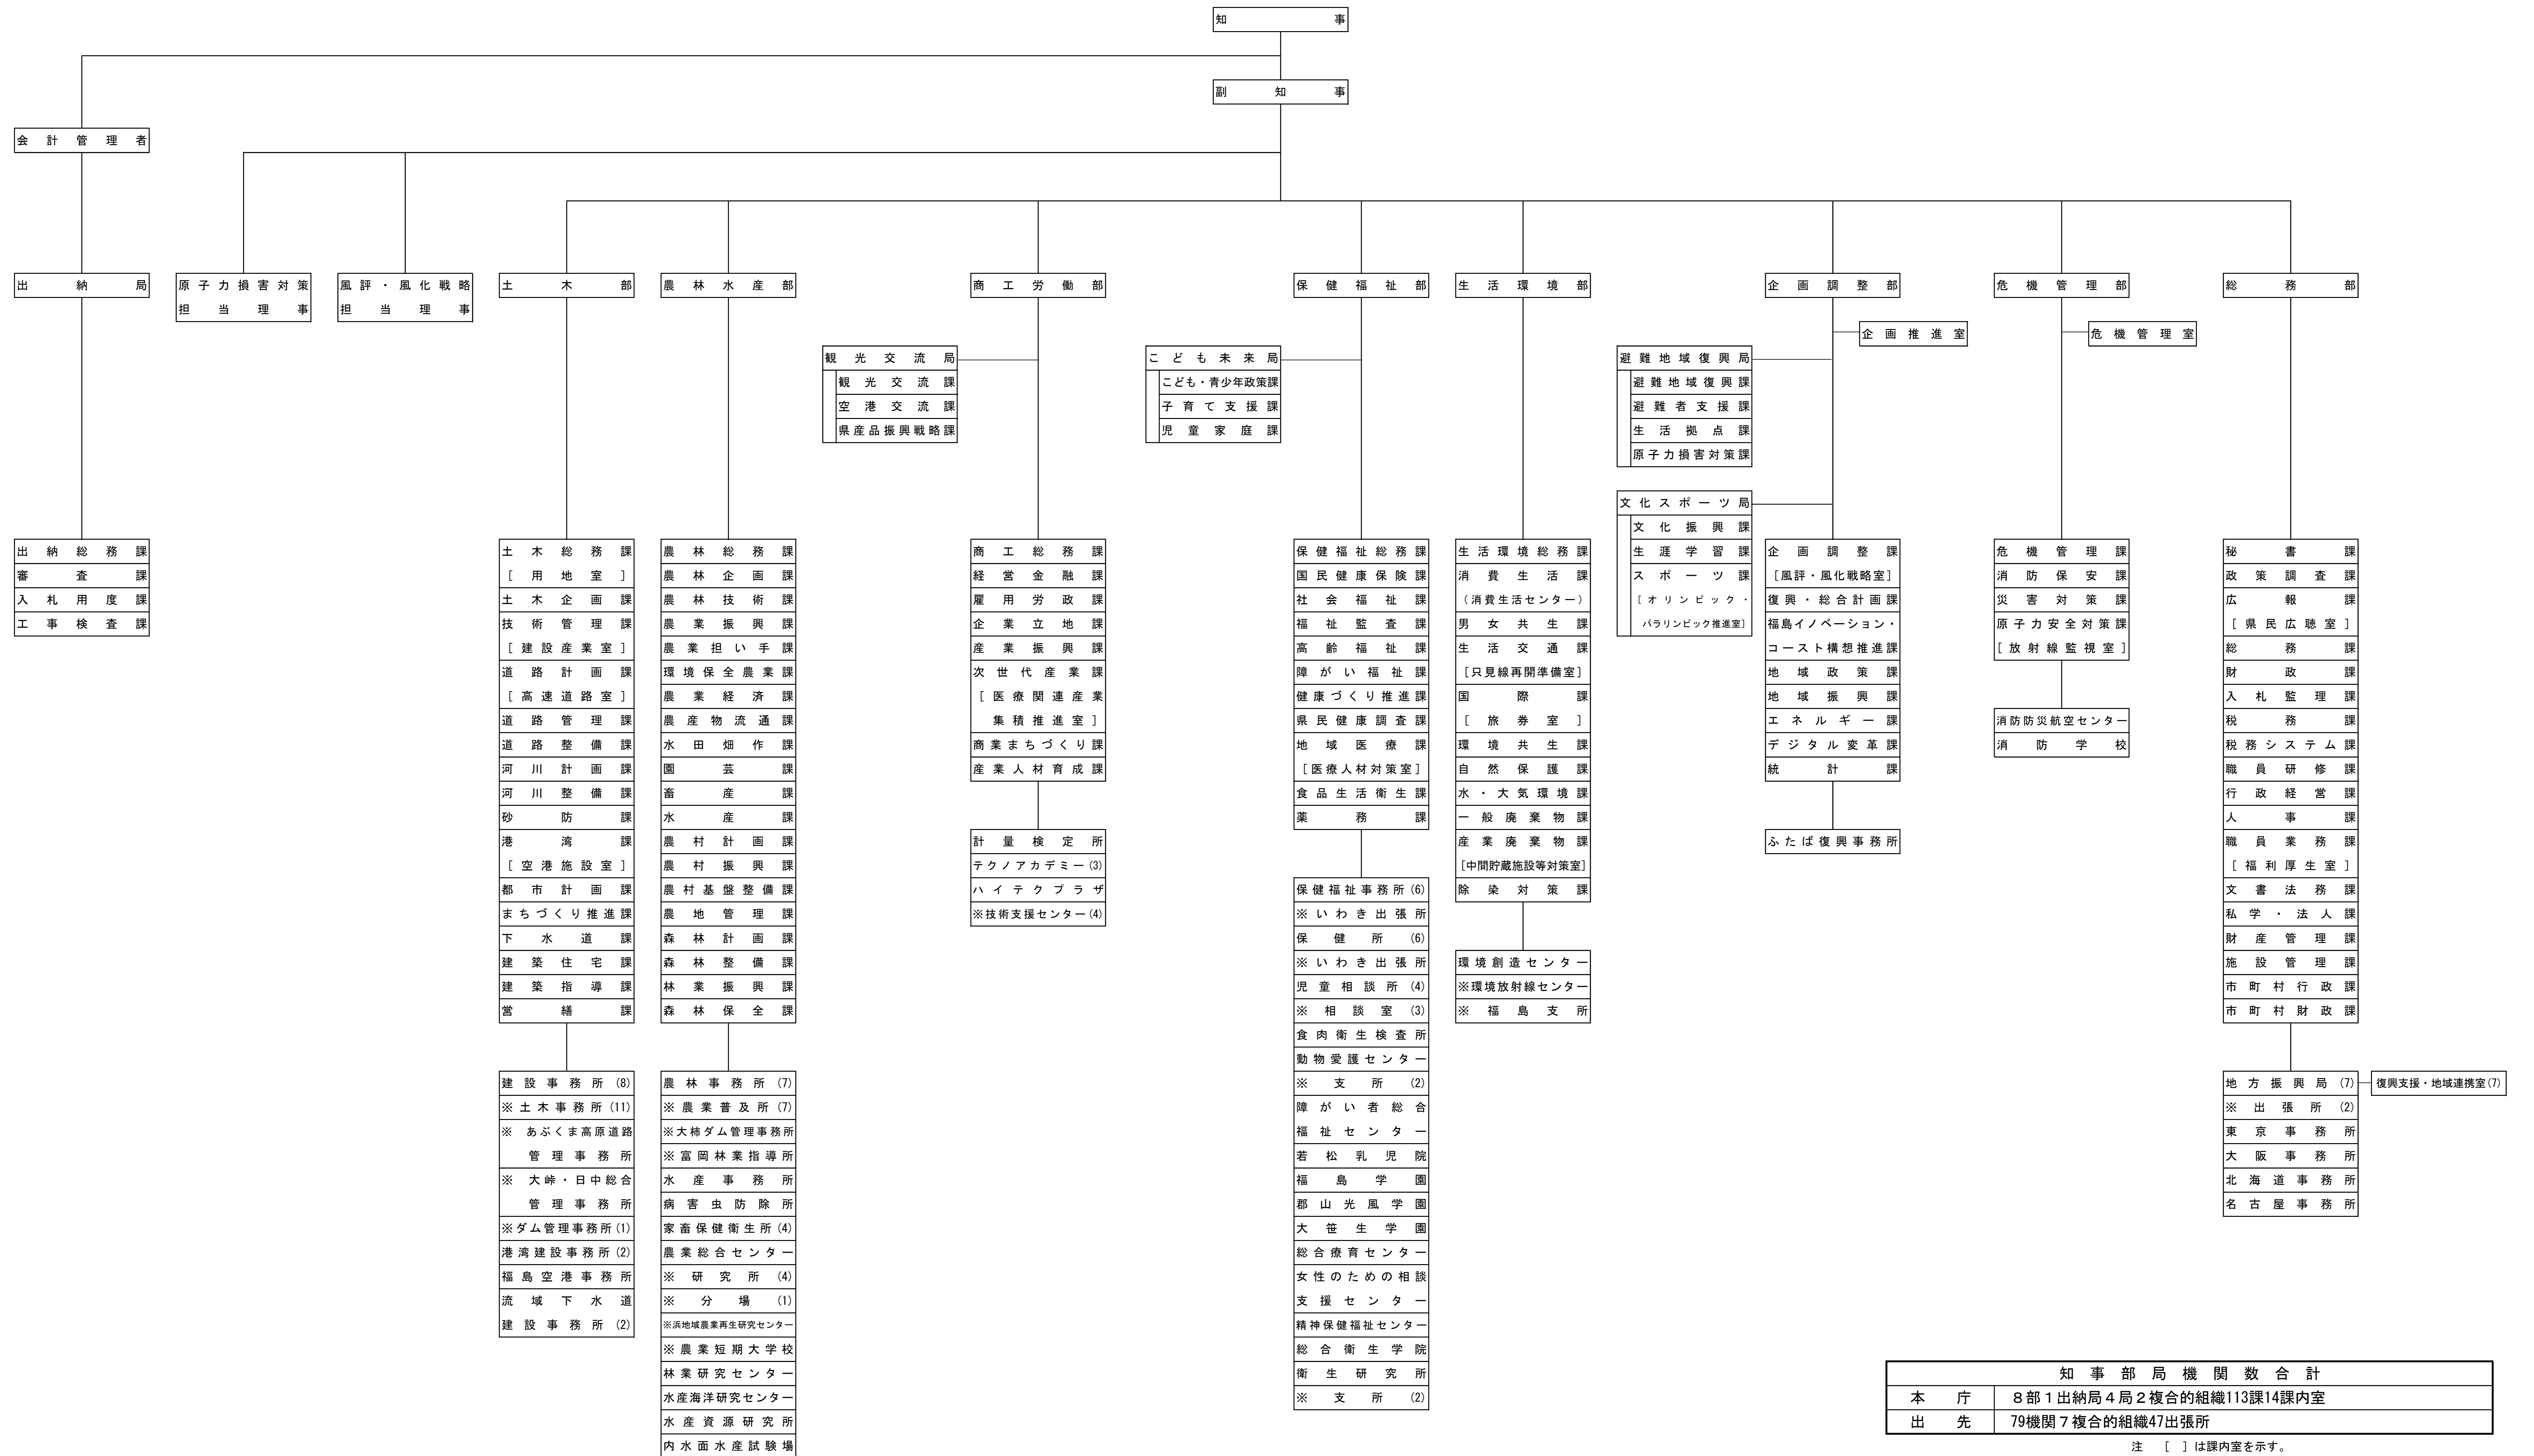 知事
副知事
会計管理者
出納局
出納総務課
審査課
入札用度課
工事検査課
原子力損害対策
担当理事
風評・風化戦略
担当理事
土木部
土木総務課
［用地室］
土木企画課
技術管理課
［建設産業室］
道路計画課
［高速道路室］
道路管理課
道路整備課
河川計画課
河川整備課
砂防課
港湾課
［空港施設室］
都市計画課
まちづくり推進課
下水道課
建築住宅課
建築指導課
営繕課
建設事務所(8)
※土木事務所(11)
※　あぶくま高原道路
管理事務所
※　大峠・日中総合
管理事務所
※ダム管理事務所(1)
港湾建設事務所(2)
福島空港事務所
流域下水道
建設事務所(2)
農林水産部
農林総務課
農林企画課
農林技術課
農業振興課
農業担い手課
環境保全農業課
農業経済課
農産物流通課
水田畑作課
園芸課
畜産課
水産課
農村計画課
農村振興課
農村基盤整備課
農地管理課
森林計画課
森林整備課
林業振興課
森林保全課
農林事務所(7)
※農業普及所(7)
※大柿ダム管理事務所
※富岡林業指導所
水産事務所
病害虫防除所
家畜保健衛生所(4)
農業総合センター
※研究所(4)
※分場(1)
※浜地域農業再生研究センター
※農業短期大学校
林業研究センター
水産海洋研究センター
水産資源研究所
内水面水産試験場
商工労働部
観光交流局
観光交流課
空港交流課
県産品振興戦略課
商工総務課
経営金融課
雇用労政課
企業立地課
産業振興課
次世代産業課
［医療関連産業
集積推進室］
商業まちづくり課
産業人材育成課
計量検定所
テクノアカデミー(3)
ハイテクプラザ
※技術支援センター(4)
保健福祉部
こども未来局
こども・青少年政策課
子育て支援課
児童家庭課
保健福祉総務課
国民健康保険課
社会福祉課
福祉監査課
高齢福祉課
障がい福祉課
健康づくり推進課
県民健康調査課
地域医療課
［医療人材対策室］
食品生活衛生課
薬務課
保健福祉事務所(6)
※いわき出張所
保健所(6)
※いわき出張所
児童相談所(4)
※相談室(3)
食肉衛生検査所
動物愛護センター
※支所(2)
障がい者総合
福祉センター
若松乳児院
福島学園
郡山光風学園
大笹生学園
総合療育センター
女性のための相談
支援センター
精神保健福祉センター
総合衛生学院
衛生研究所
※支所(2)
生活環境部
生活環境総務課
消費生活課
（消費生活センター）
男女共生課
生活交通課
［只見線再開準備室］
国際課
［旅券室］
環境共生課
自然保護課
水・大気環境課
一般廃棄物課
産業廃棄物課
［中間貯蔵施設等対策室］
除染対策課
環境創造センター
※環境放射線センター
※福島支所
企画調整部
企画推進室
避難地域復興局
避難地域復興課
避難者支援課
生活拠点課
原子力損害対策課
文化スポーツ局
文化振興課
生涯学習課
スポーツ課
［オリンピック・
パラリンピック推進室］
企画調整課
［風評・風化戦略室］
復興・総合計画課
福島イノベーション・
コースト構想推進課
地域政策課
地域振興課
エネルギー課
デジタル変革課
統計課
ふたば復興事務所
危機管理部
危機管理室
危機管理課
消防保安課
災害対策課
原子力安全対策課
［放射線監視室］
消防防災航空センター
消防学校
総務部
秘書課
政策調査課
広報課
［県民広聴室］
総務課
財政課
入札監理課
税務課
税務システム課
職員研修課
行政経営課
人事課
職員業務課
［福利厚生室］
文書法務課
私学・法人課
財産管理課
施設管理課
市町村行政課
市町村財政課
地方振興局(7)
復興支援・地域連携室(7)
※出張所(2)
東京事務所
大阪事務所
北海道事務所
名古屋事務所
知事部局機関数合計
本庁　８部１出納局４局２複合的組織113課14課内室
出先　79機関７複合的組織47出張所
注　［　］は課内室を示す。